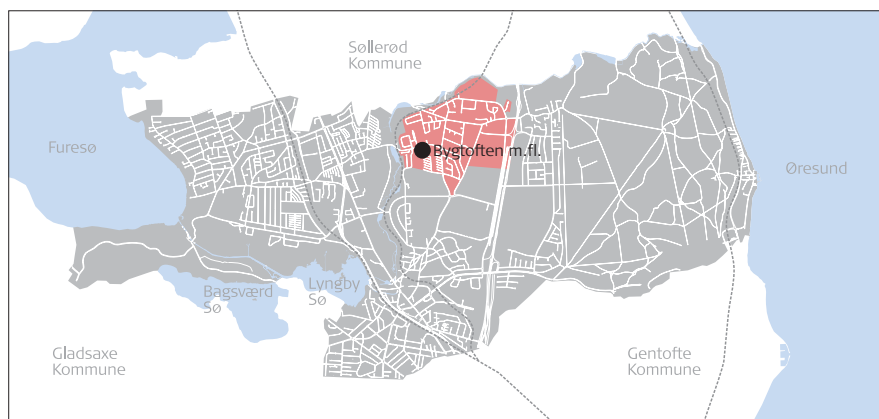 Søllerød
Kommune
Furesø
Bygtoften m.fl.
Øresund
Bagsværd
Sø
Lyngby
Sø
Gladsaxe
Kommune
Gentofte
Kommune